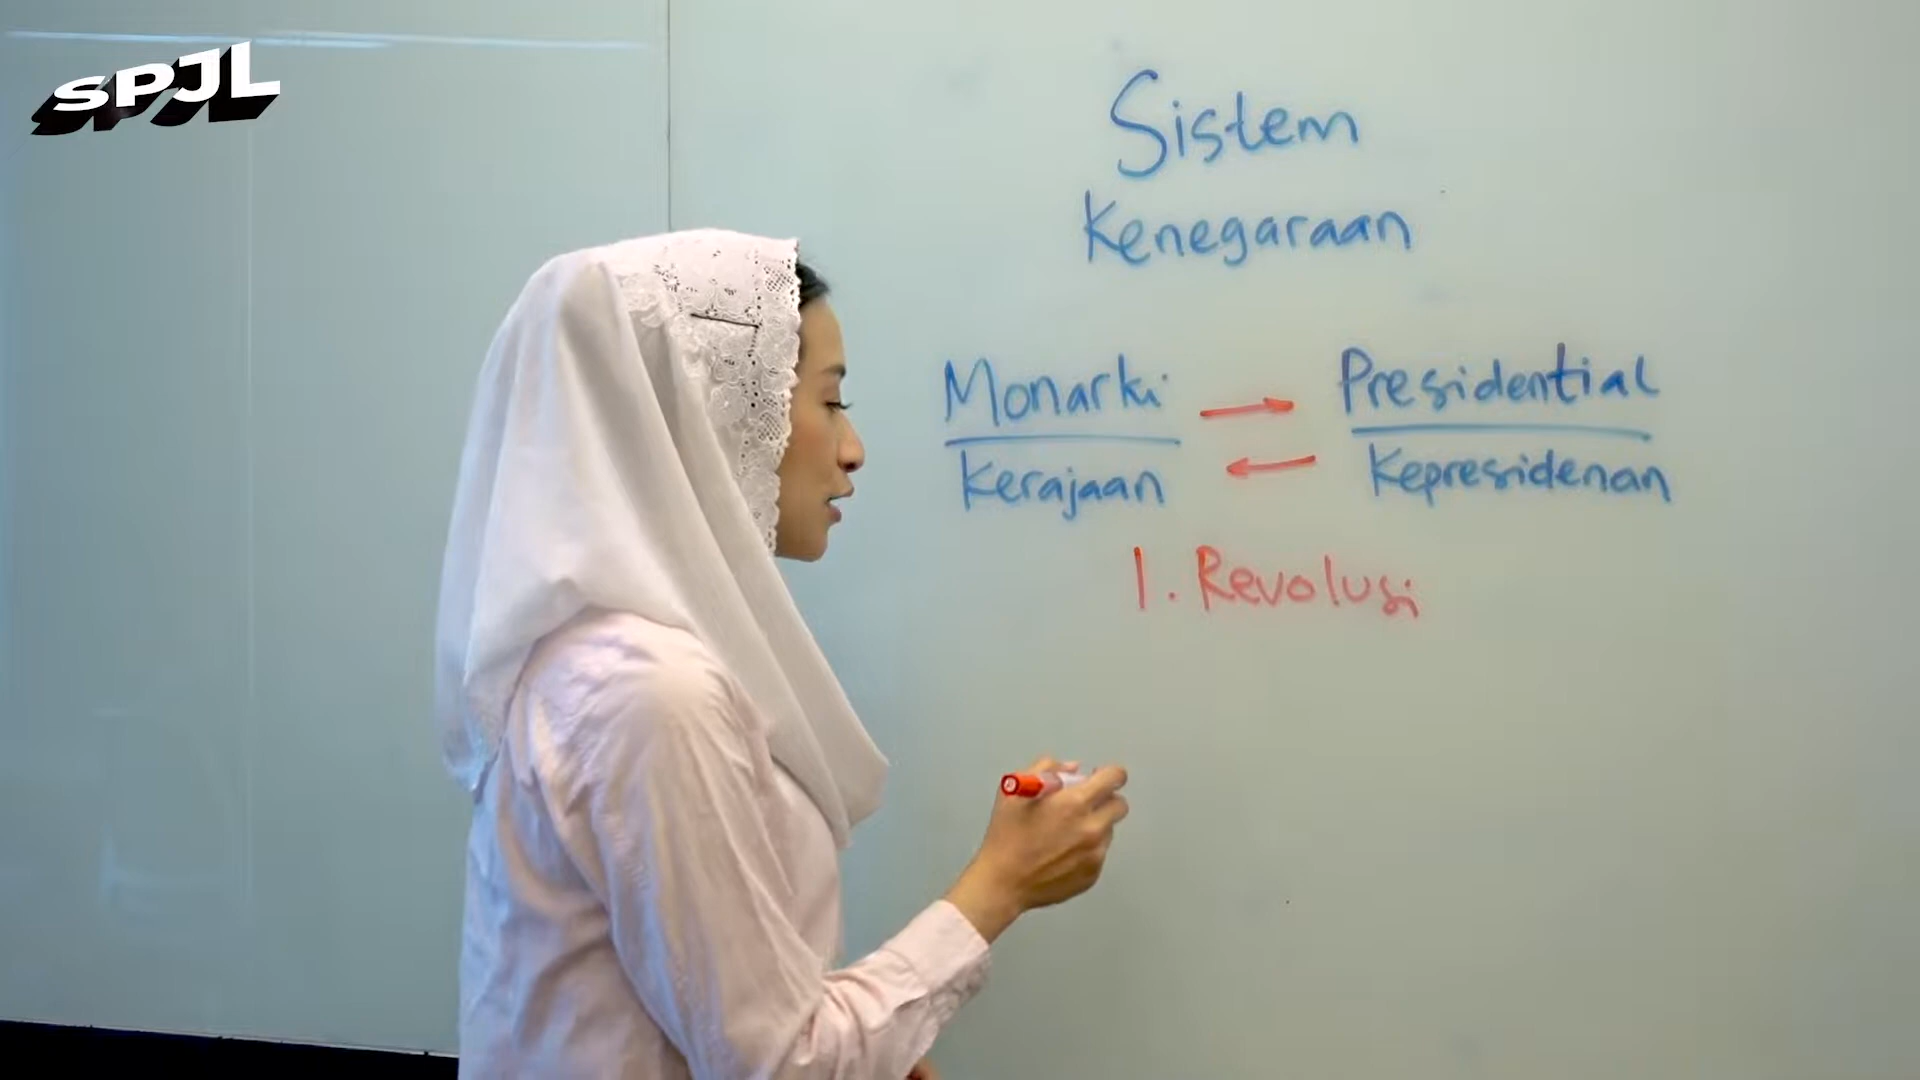 SPJL
Sistem
Kenegaraan
Monarki → Presidential
Kerajaan ← Kepresidenan
1. Revolusi